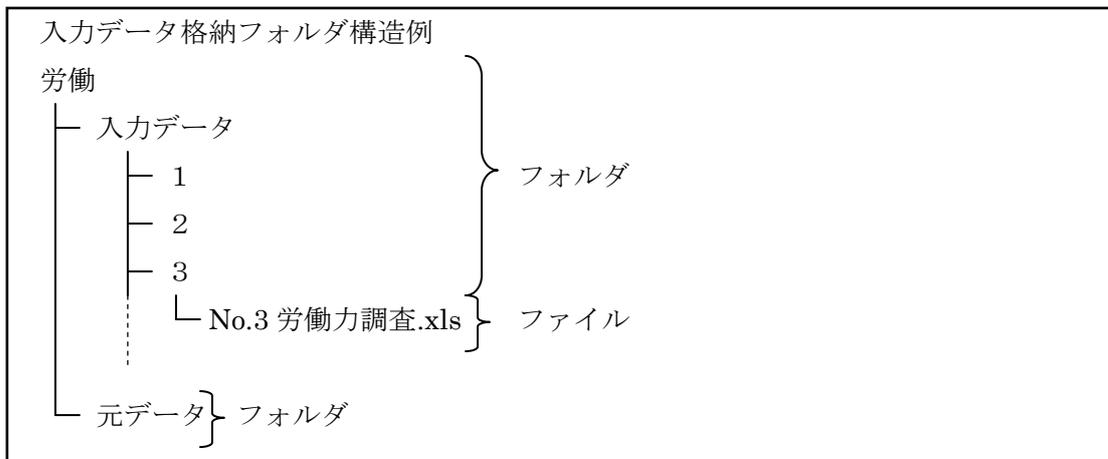 入力データ格納フォルダ構造例
労働
入力データ
1
フォルダ
2
3
No.3 労働力調査.xls
ファイル
元データ
フォルダ